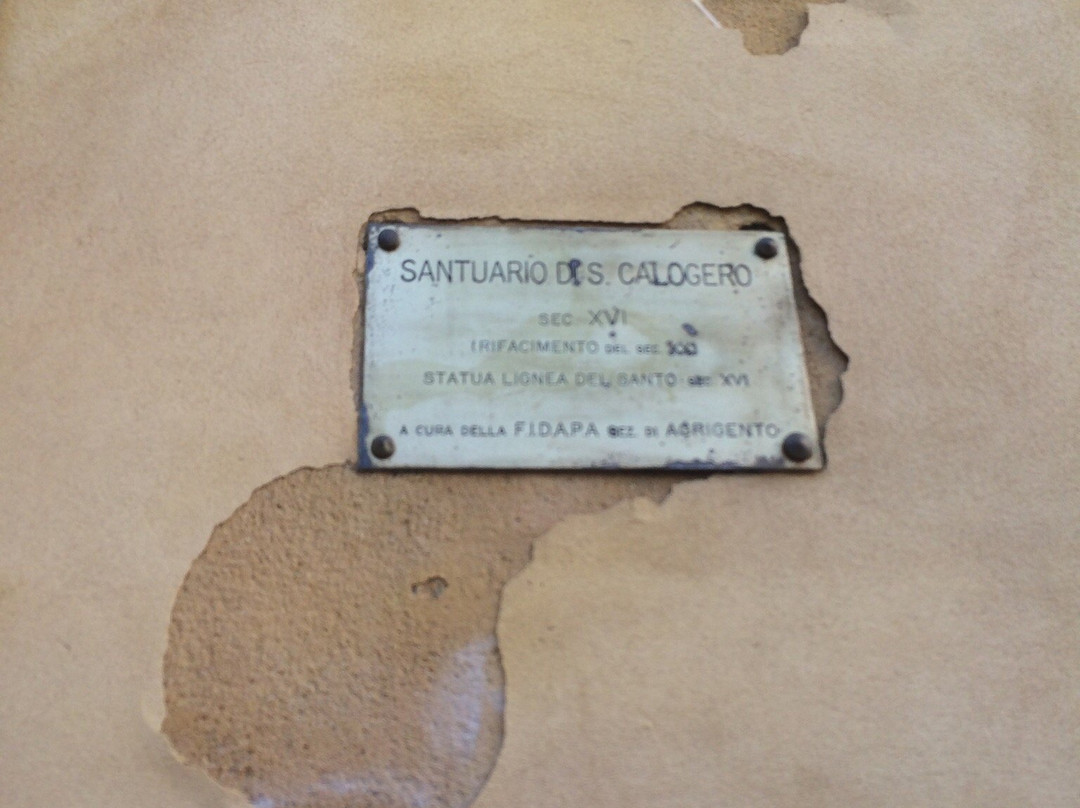 SANTUARIO DI S. CALOGERO
SEC XVI
(RIFACIMENTO DEL SEC.
STATUA LIGNEA DEL SANTO SEC. XVI
A CURA DELLA F.I.D.A.P.A SEZ. DI AGRIGENTO